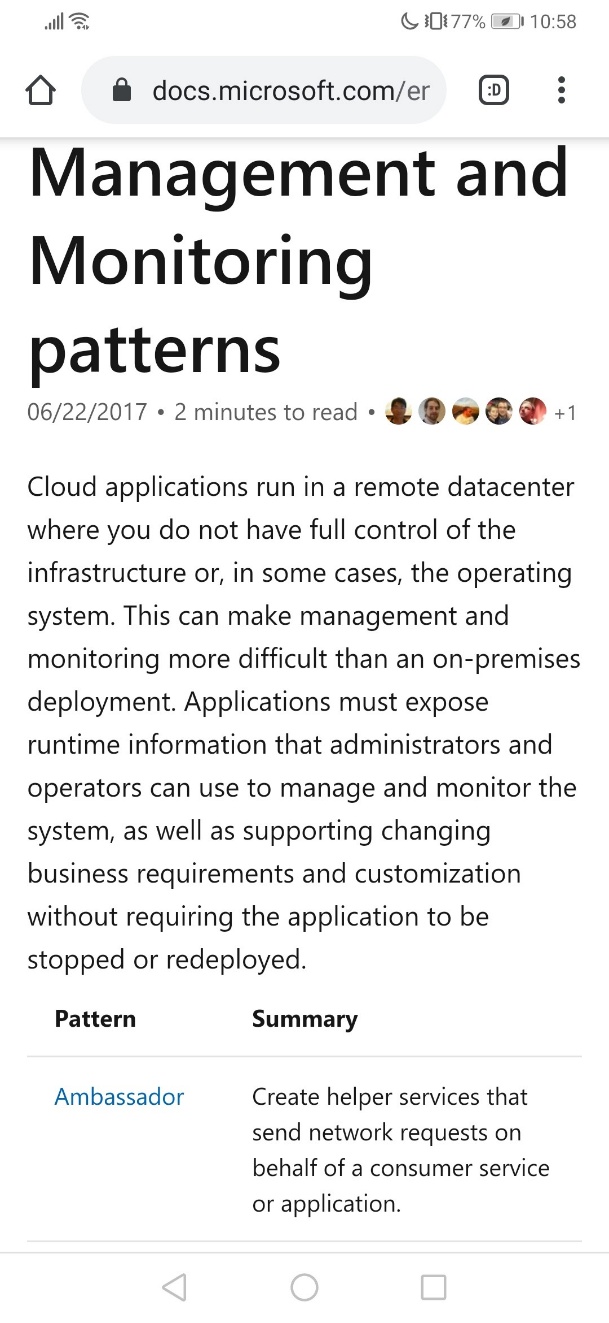 77% 10:58
docs.microsoft.com/er
:D
Management and
Monitoring
patterns
06/22/2017 • 2 minutes to read • +1
Cloud applications run in a remote datacenter
where you do not have full control of the
infrastructure or, in some cases, the operating
system. This can make management and
monitoring more difficult than an on-premises
deployment. Applications must expose
runtime information that administrators and
operators can use to manage and monitor the
system, as well as supporting changing
business requirements and customization
without requiring the application to be
stopped or redeployed.
Pattern Summary
Ambassador Create helper services that
send network requests on
behalf of a consumer service
or application.